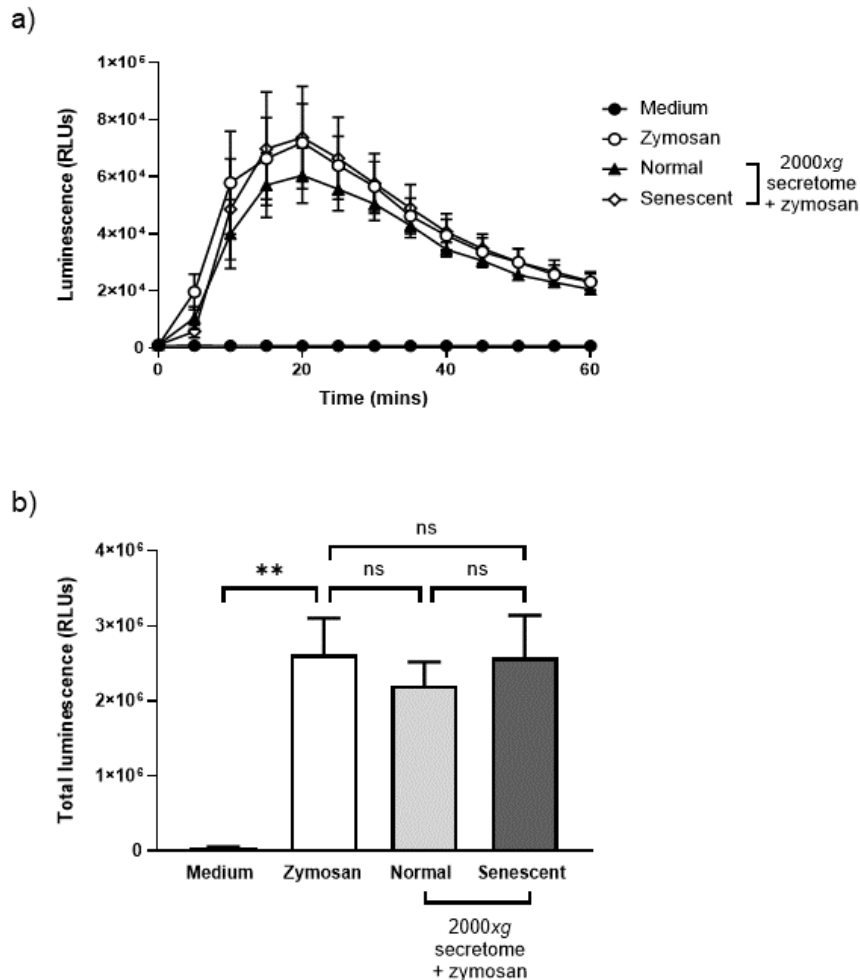 a)
1×10⁵
8×10⁴
6×10⁴
4×10⁴
2×10⁴
0
Luminescence (RLUs)
0
20
40
60
Time (mins)
Medium
Zymosan
Normal
Senescent
2000xg
secretome
+ zymosan
b)
4×10⁶
3×10⁶
2×10⁶
1×10⁶
0
Total luminescence (RLUs)
ns
**
ns
ns
Medium
Zymosan
Normal
Senescent
2000xg
secretome
+ zymosan